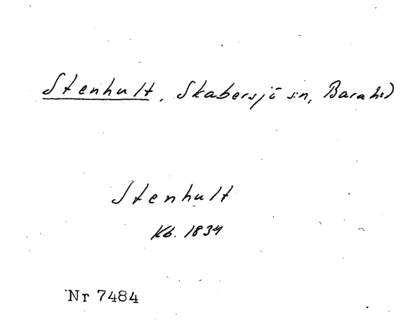 Stenhult, Skabersjö sn, Bara hd
Stenhult
Kb. 1834
Nr 7484